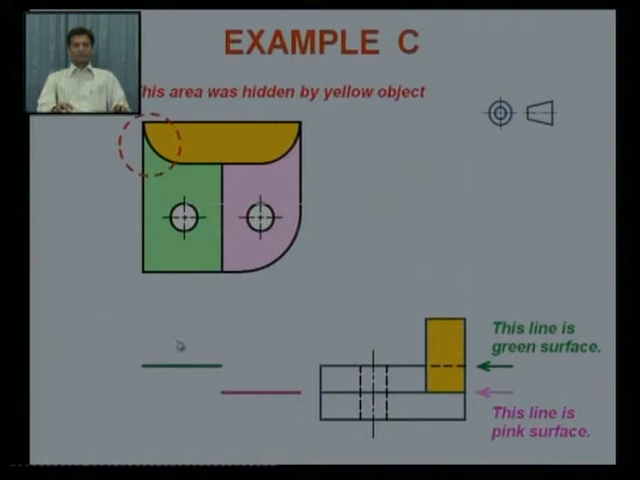 EXAMPLE C
This area was hidden by yellow object
This line is
green surface.
This line is
pink surface.